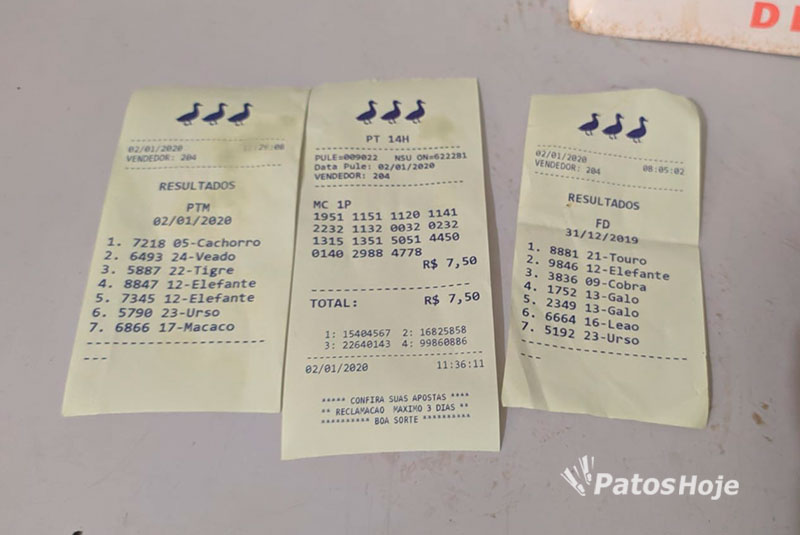 02/01/2020
VENDEDOR: 204
RESULTADOS
PTM
02/01/2020
1. 7218 05-Cachorro
2. 6493 24-Veado
3. 5887 22-Tigre
4. 8847 12-Elefante
5. 7345 12-Elefante
6. 5790 23-Urso
7. 6866 17-Macaco
---
PT 14H
PULE=009022 NSU ON=622281
Data Pule: 02/01/2020
VENDEDOR: 204
MC 1P
1951 1151 1120 1141
2232 1132 0032 0232
1315 1351 5051 4450
0140 2988 4778
R$ 7,50
TOTAL: R$ 7,50
1: 15404567 2: 16825858
3: 22640143 4: 99860886
02/01/2020 11:36:11
***** CONFIRA SUAS APOSTAS ****
** RECLAMACAO MAXIMO 3 DIAS **
********** BOA SORTE **********
02/01/2020 08:05:02
VENDEDOR: 204
RESULTADOS
FD
31/12/2019
1. 8881 21-Touro
2. 9846 12-Elefante
3. 3836 09-Cobra
4. 1752 13-Galo
5. 2349 13-Galo
6. 6664 16-Leao
7. 5192 23-Urso
---
PatosHoje